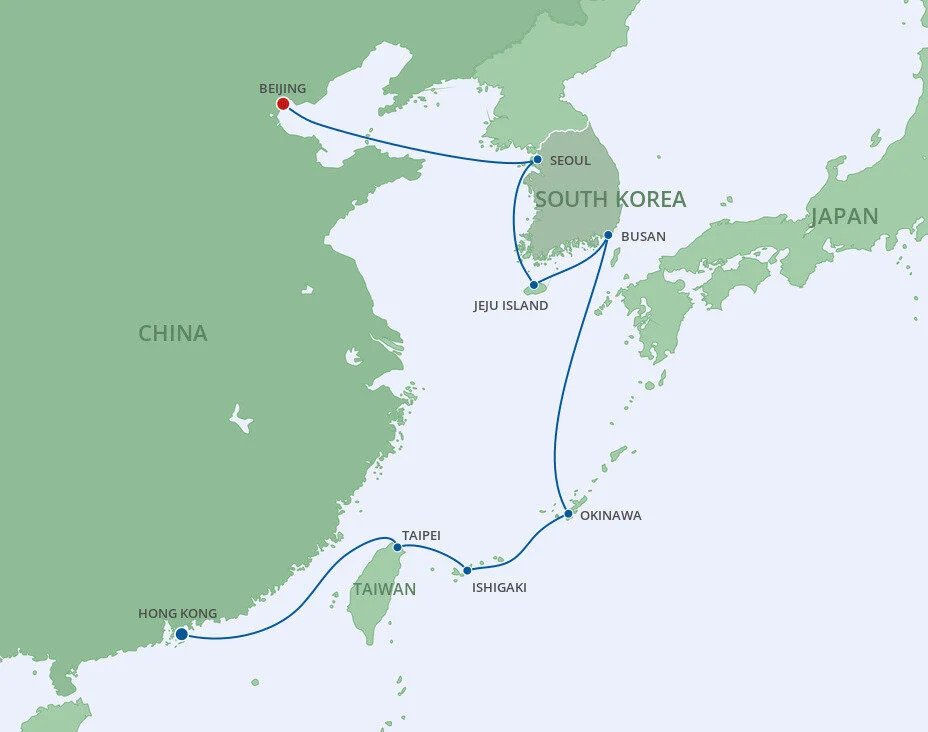 BEIJING
SEOUL
SOUTH KOREA
JAPAN
BUSAN
JEJU ISLAND
CHINA
OKINAWA
TAIPEI
TAIWAN
ISHIGAKI
HONG KONG